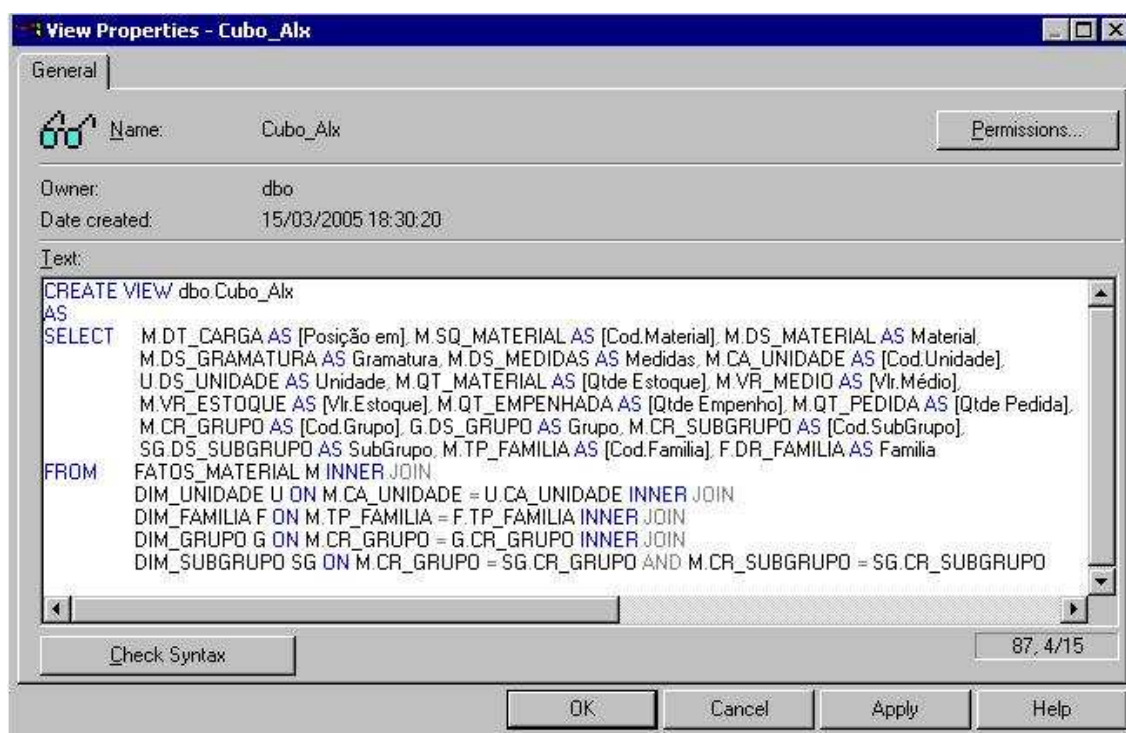 View Properties - Cubo_Alx
General
Name: Cubo_Alx
Permissions...
Owner: dbo
Date created: 15/03/2005 18:30:20
Text:
CREATE VIEW dbo.Cubo_Alx
AS
SELECT M.DT_CARGA AS [Posição em], M.SQ_MATERIAL AS [Cod.Material], M.DS_MATERIAL AS Material,
M.DS_GRAMATURA AS Gramatura, M.DS_MEDIDAS AS Medidas, M.CA_UNIDADE AS [Cod.Unidade],
U.DS_UNIDADE AS Unidade, M.QT_MATERIAL AS [Qtde Estoque], M.VR_MEDIO AS [Vlr.Médio],
M.VR_ESTOQUE AS [Vlr.Estoque], M.QT_EMPENHADA AS [Qtde Empenho], M.QT_PEDIDA AS [Qtde Pedida],
M.CR_GRUPO AS [Cod.Grupo], G.DS_GRUPO AS Grupo, M.CR_SUBGRUPO AS [Cod.SubGrupo],
SG.DS_SUBGRUPO AS SubGrupo, M.TP_FAMILIA AS [Cod.Familia], F.DR_FAMILIA AS Familia
FROM FATOS_MATERIAL M INNER JOIN
DIM_UNIDADE U ON M.CA_UNIDADE = U.CA_UNIDADE INNER JOIN
DIM_FAMILIA F ON M.TP_FAMILIA = F.TP_FAMILIA INNER JOIN
DIM_GRUPO G ON M.CR_GRUPO = G.CR_GRUPO INNER JOIN
DIM_SUBGRUPO SG ON M.CR_GRUPO = SG.CR_GRUPO AND M.CR_SUBGRUPO = SG.CR_SUBGRUPO
Check Syntax
87, 4/15
OK Cancel Apply Help